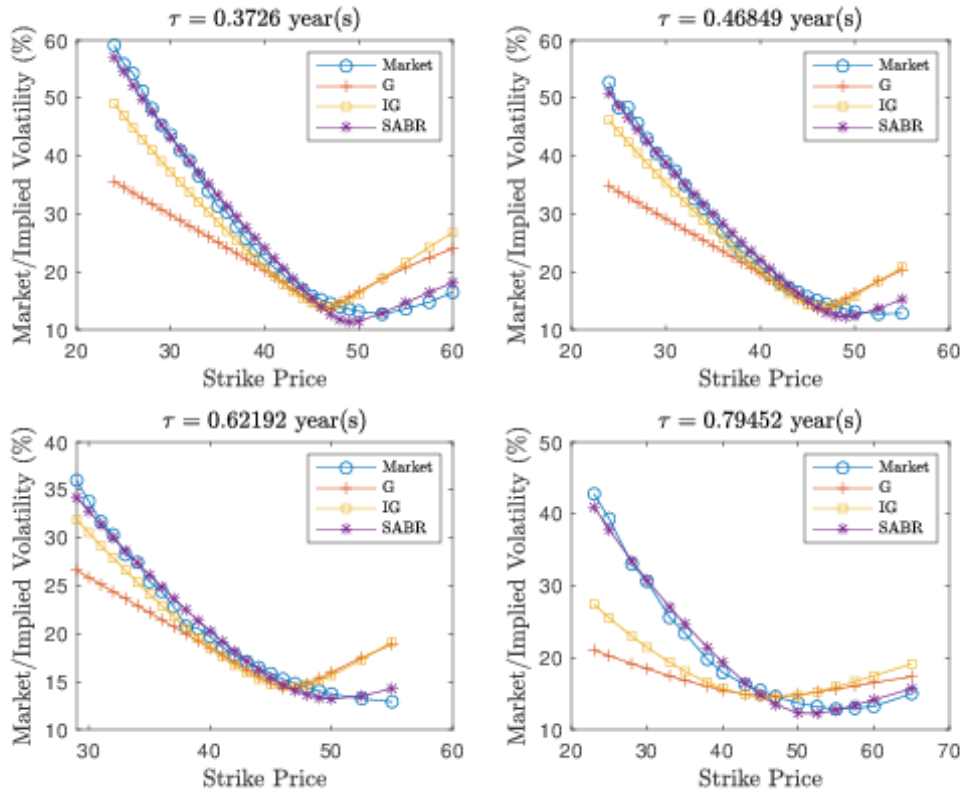 τ = 0.3726 year(s)
Market/Implied Volatility (%)
60
50
40
30
20
10
Market
G
IG
SABR
20
30
40
50
60
Strike Price
τ = 0.46849 year(s)
Market/Implied Volatility (%)
60
50
40
30
20
10
Market
G
IG
SABR
20
30
40
50
60
Strike Price
τ = 0.62192 year(s)
Market/Implied Volatility (%)
40
35
30
25
20
15
10
Market
G
IG
SABR
30
40
50
60
Strike Price
τ = 0.79452 year(s)
Market/Implied Volatility (%)
50
40
30
20
10
Market
G
IG
SABR
20
30
40
50
60
70
Strike Price